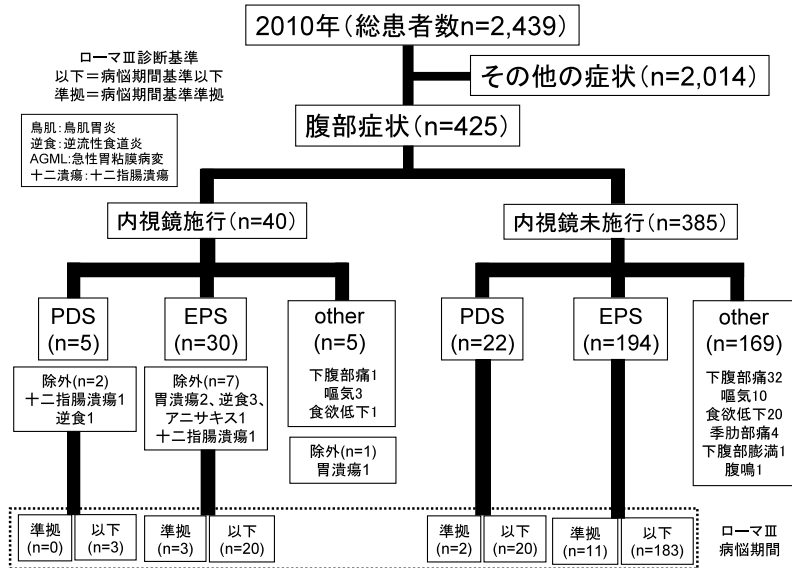 2010年(総患者数n=2,439)
ローマⅢ診断基準
以下=病悩期間基準以下
準拠=病悩期間基準準拠
その他の症状(n=2,014)
鳥肌:鳥肌胃炎
逆食:逆流性食道炎
AGML:急性胃粘膜病変
十二潰瘍:十二指腸潰瘍
腹部症状(n=425)
内視鏡施行(n=40)
内視鏡未施行(n=385)
PDS
(n=5)
EPS
(n=30)
other
(n=5)
PDS
(n=22)
EPS
(n=194)
other
(n=169)
除外(n=2)
十二指腸潰瘍1
逆食1
除外(n=7)
胃潰瘍2、逆食3、
アニサキス1
十二指腸潰瘍1
下腹部痛1
嘔気3
食欲低下1
除外(n=1)
胃潰瘍1
下腹部痛32
嘔気10
食欲低下20
季肋部痛4
下腹部膨満1
腹鳴1
準拠
(n=0)
以下
(n=3)
準拠
(n=3)
以下
(n=20)
準拠
(n=2)
以下
(n=20)
準拠
(n=11)
以下
(n=183)
ローマⅢ
病悩期間